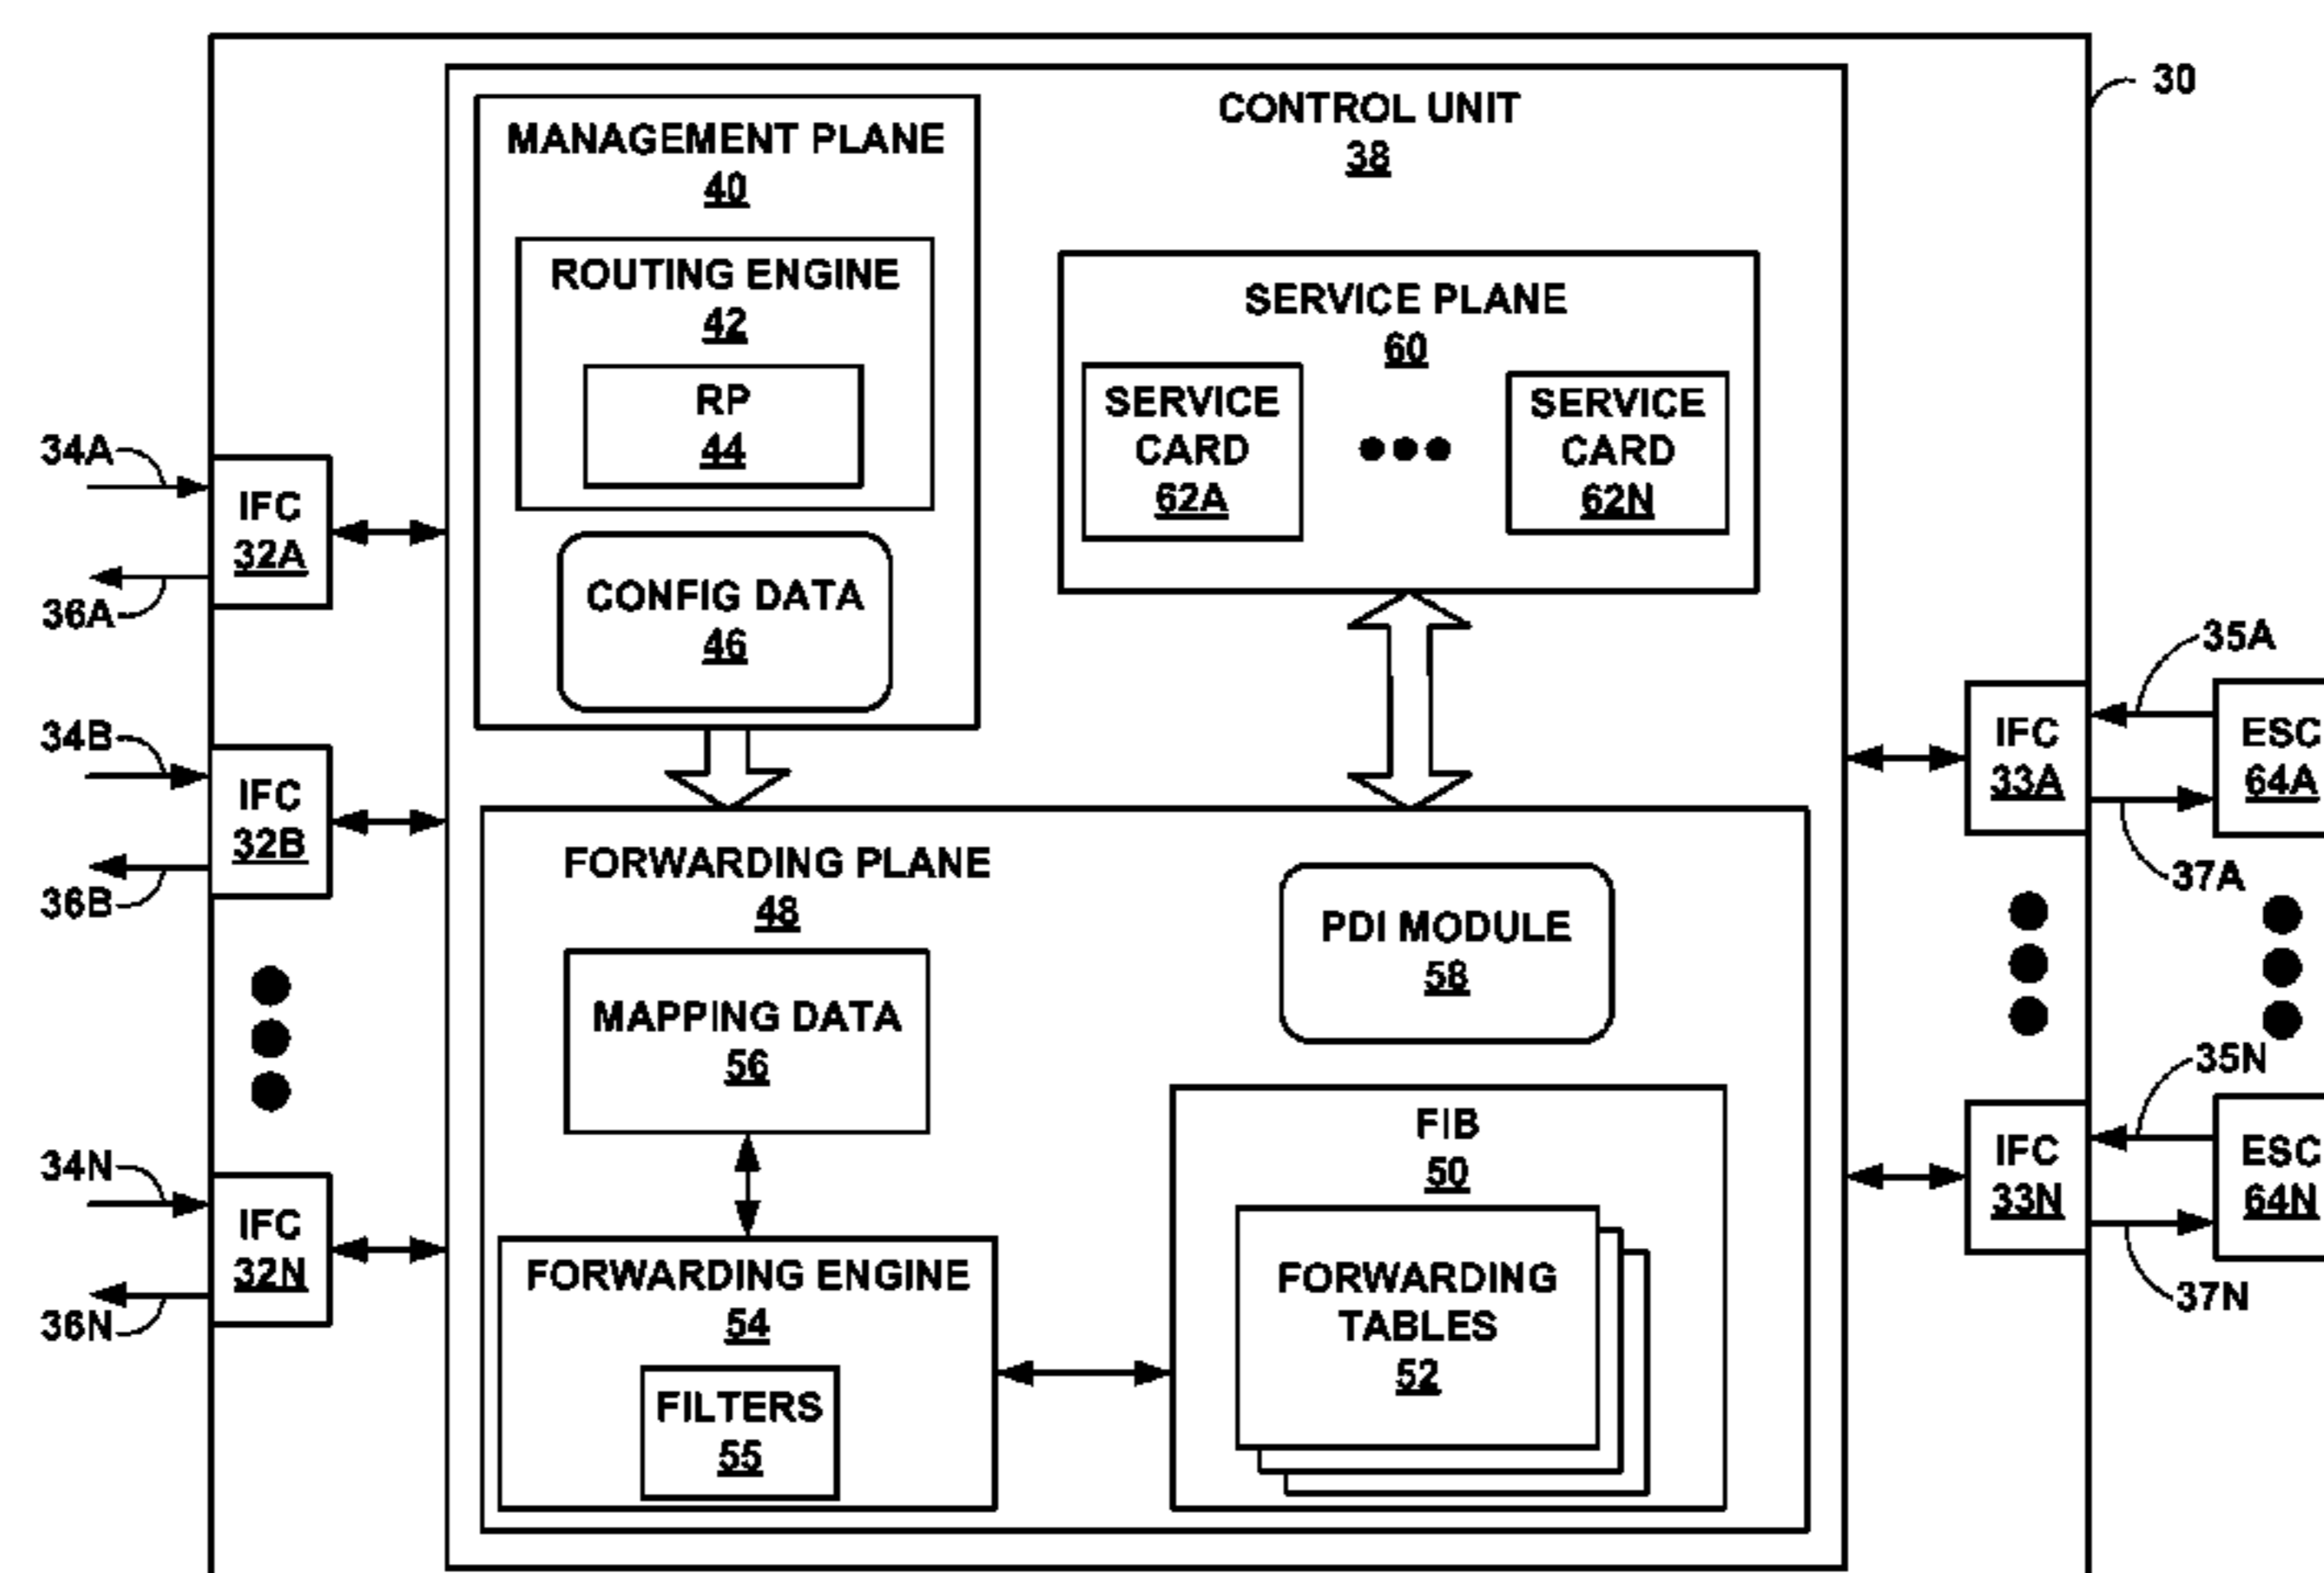 30
CONTROL UNIT
38
MANAGEMENT PLANE
40
ROUTING ENGINE
42
RP
44
CONFIG DATA
46
SERVICE PLANE
60
SERVICE
CARD
62A
SERVICE
CARD
62N
34A
IFC
32A
36A
34B
IFC
32B
36B
34N
IFC
32N
36N
35A
IFC
33A
ESC
64A
37A
35N
IFC
33N
ESC
64N
37N
FORWARDING PLANE
48
PDI MODULE
58
MAPPING DATA
56
FIB
50
FORWARDING
TABLES
52
FORWARDING ENGINE
54
FILTERS
55